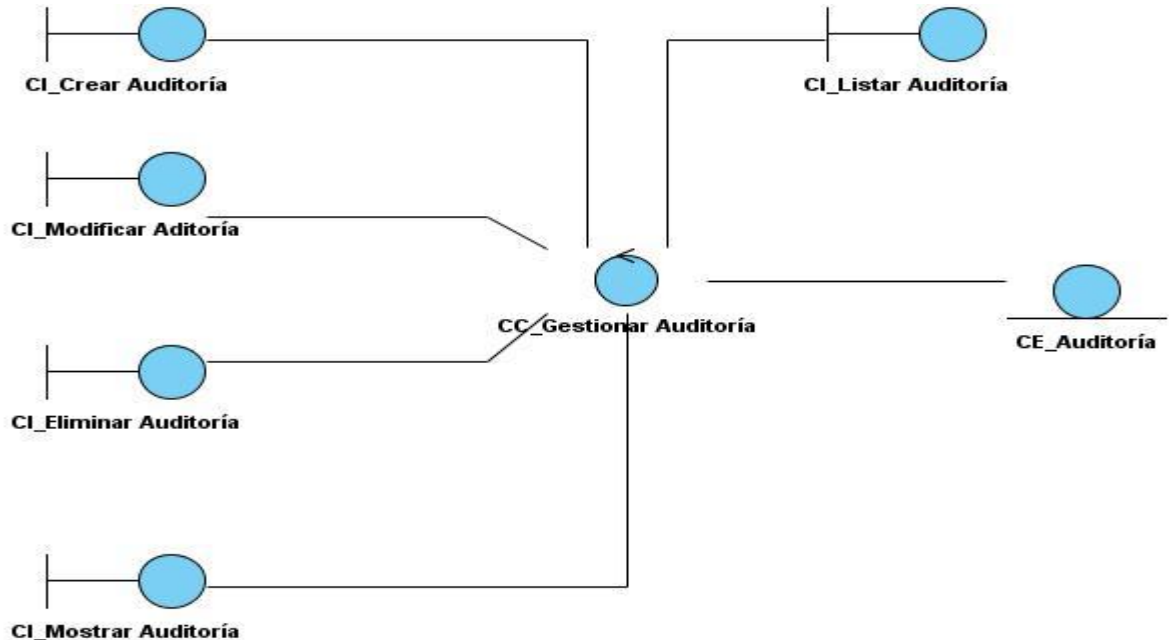 CI_Crear Auditoría
CI_Listar Auditoría
CI_Modificar Aditoría
CC_Gestionar Auditoría
CE_Auditoría
CI_Eliminar Auditoría
CI_Mostrar Auditoría